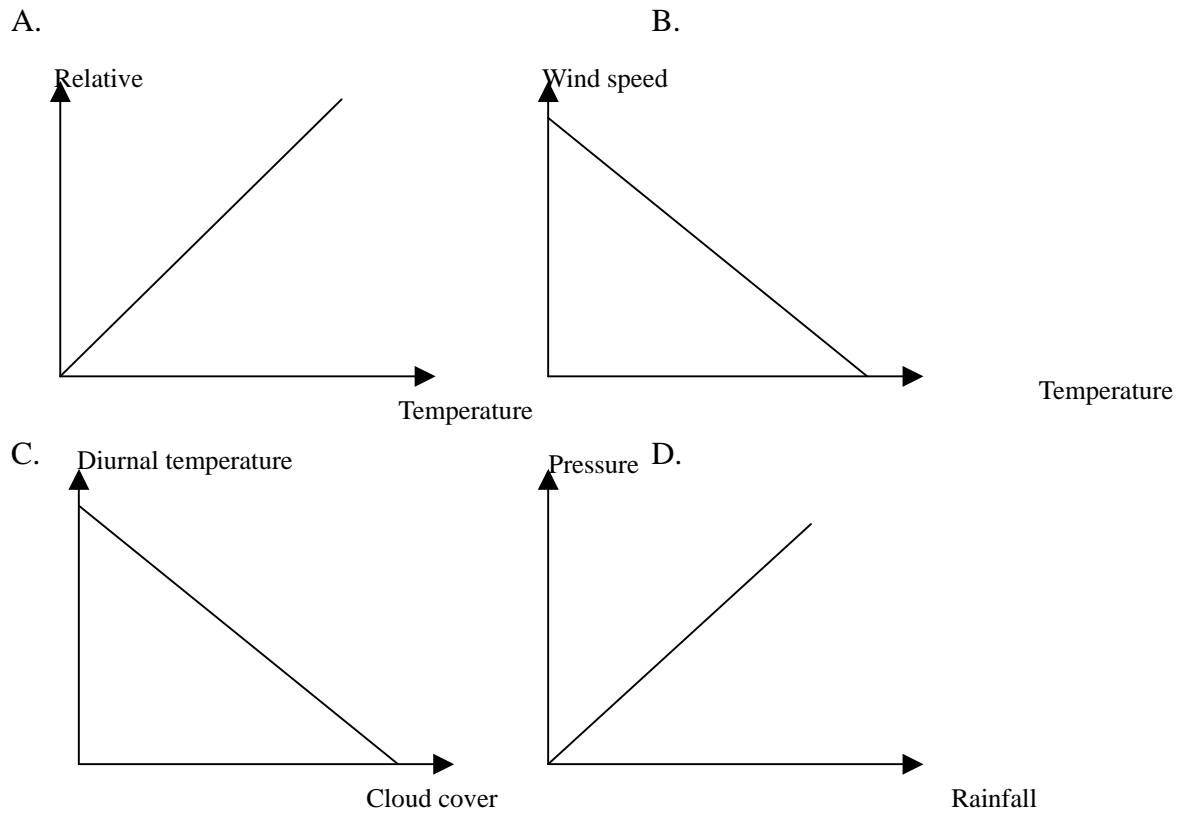 A.
B.
Relative
Wind speed
Temperature
Temperature
C.
Diurnal temperature
Pressure
D.
Cloud cover
Rainfall